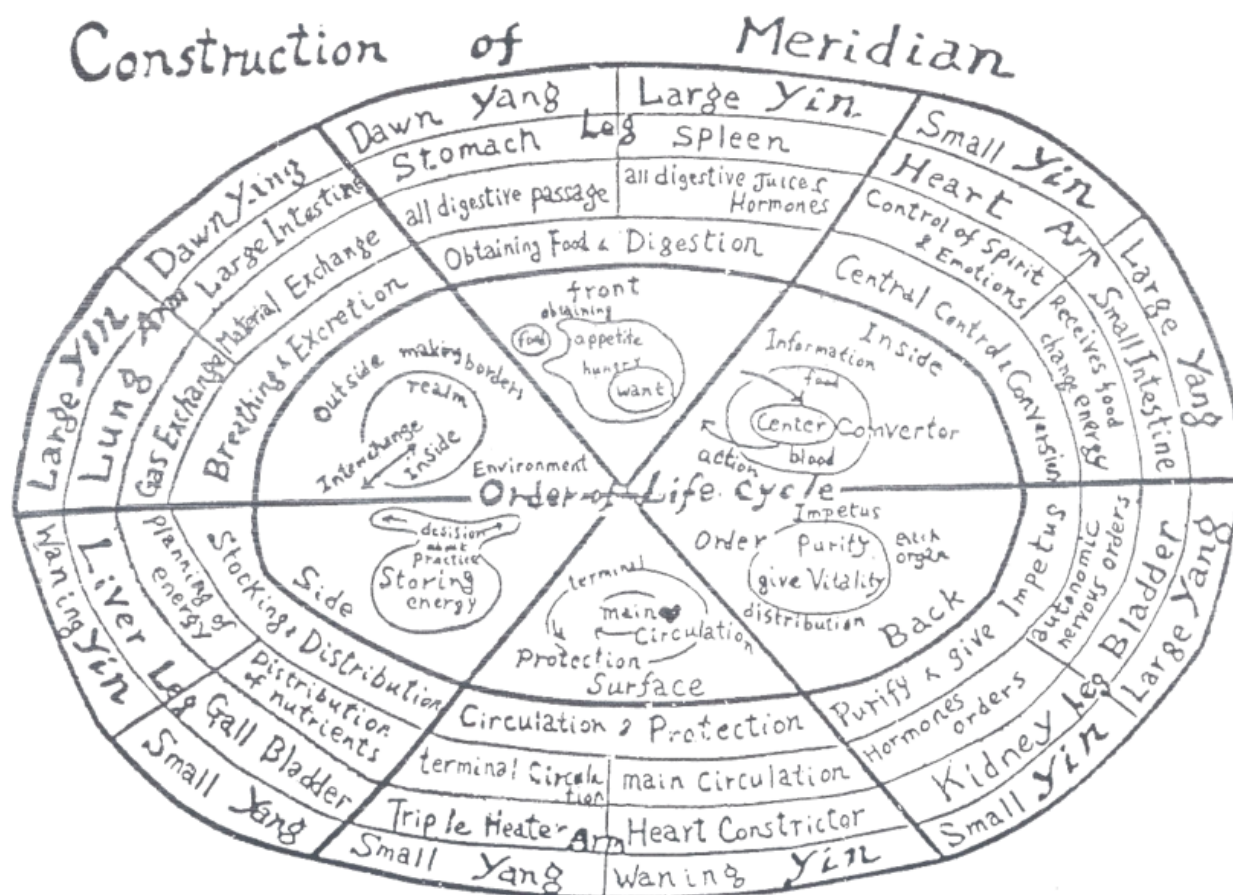 Construction of Meridian
Dawn Yang
Large Yin
Stomach Leg Spleen
all digestive passage
all digestive Juices
Hormones
Obtaining Food & Digestion
front
obtaining
food
appetite
hungry
want
Small Yin
Large Yang
Heart Arm Small Intestine
Control of Spirit
& Emotions
Receives food
change energy
Central Control & Conversion
Inside
Information
food
Center
Convertor
blood
action
Dawn Ying
Large Yin
Large Intestine
Lung
Material Exchange
Gas Exchange
Breathing & Excretion
Outside making borders
realm
Interchange
Inside
Environment
Order of Life Cycle
Impetus
Order
Purity
give Vitality
each
organ
distribution
Back
Purify & give Impetus
autonomic
nervous orders
Hormones
orders
Kidney Leg Bladder
Large Yang
Small Yin
terminal
main
Circulation
Protection
Surface
Circulation & Protection
terminal Circula
tion
main Circulation
Triple Heater Arm Heart Constrictor
Small Yang
Waning Yin
desision
about
Practice
Storing
energy
Side
Stocking & Distribution
Planning of
energy
Distribution
of nutrients
Liver Leg Gall Bladder
Waning Yin
Small Yang